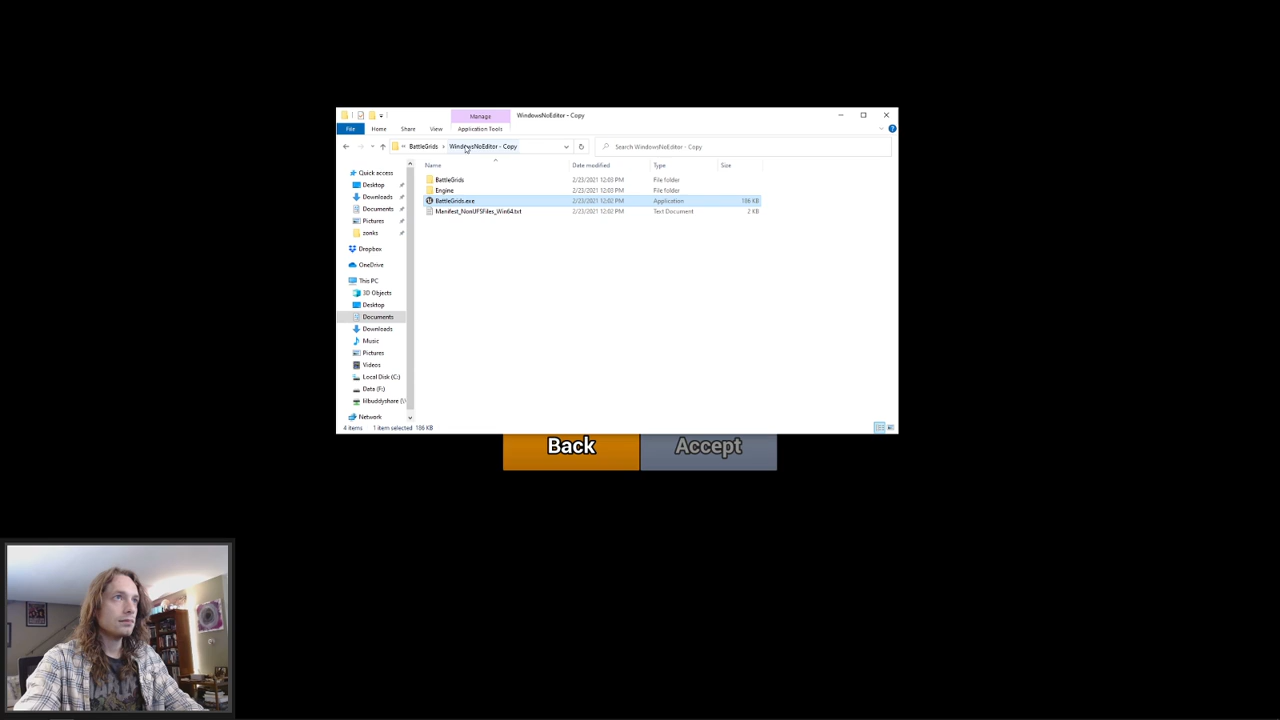 Manage
WindowsNoEditor - Copy
File
Home
Share
View
Application Tools
BattleGrids
WindowsNoEditor - Copy
Search WindowsNoEditor - Copy
Name
Date modified
Type
Size
BattleGrids
2/23/2021 12:03 PM
File folder
Engine
2/23/2021 12:03 PM
File folder
BattleGrids.exe
2/23/2021 12:02 PM
Application
186 KB
Manifest_NonUFSFiles_Win64.txt
2/23/2021 12:02 PM
Text Document
2 KB
Quick access
Desktop
Downloads
Documents
Pictures
zonks
Dropbox
OneDrive
This PC
3D Objects
Desktop
Documents
Downloads
Music
Pictures
Videos
Local Disk (C:)
Data (F:)
lilbuddyshare (\\
Network
4 items
1 item selected 186 KB
Back
Accept